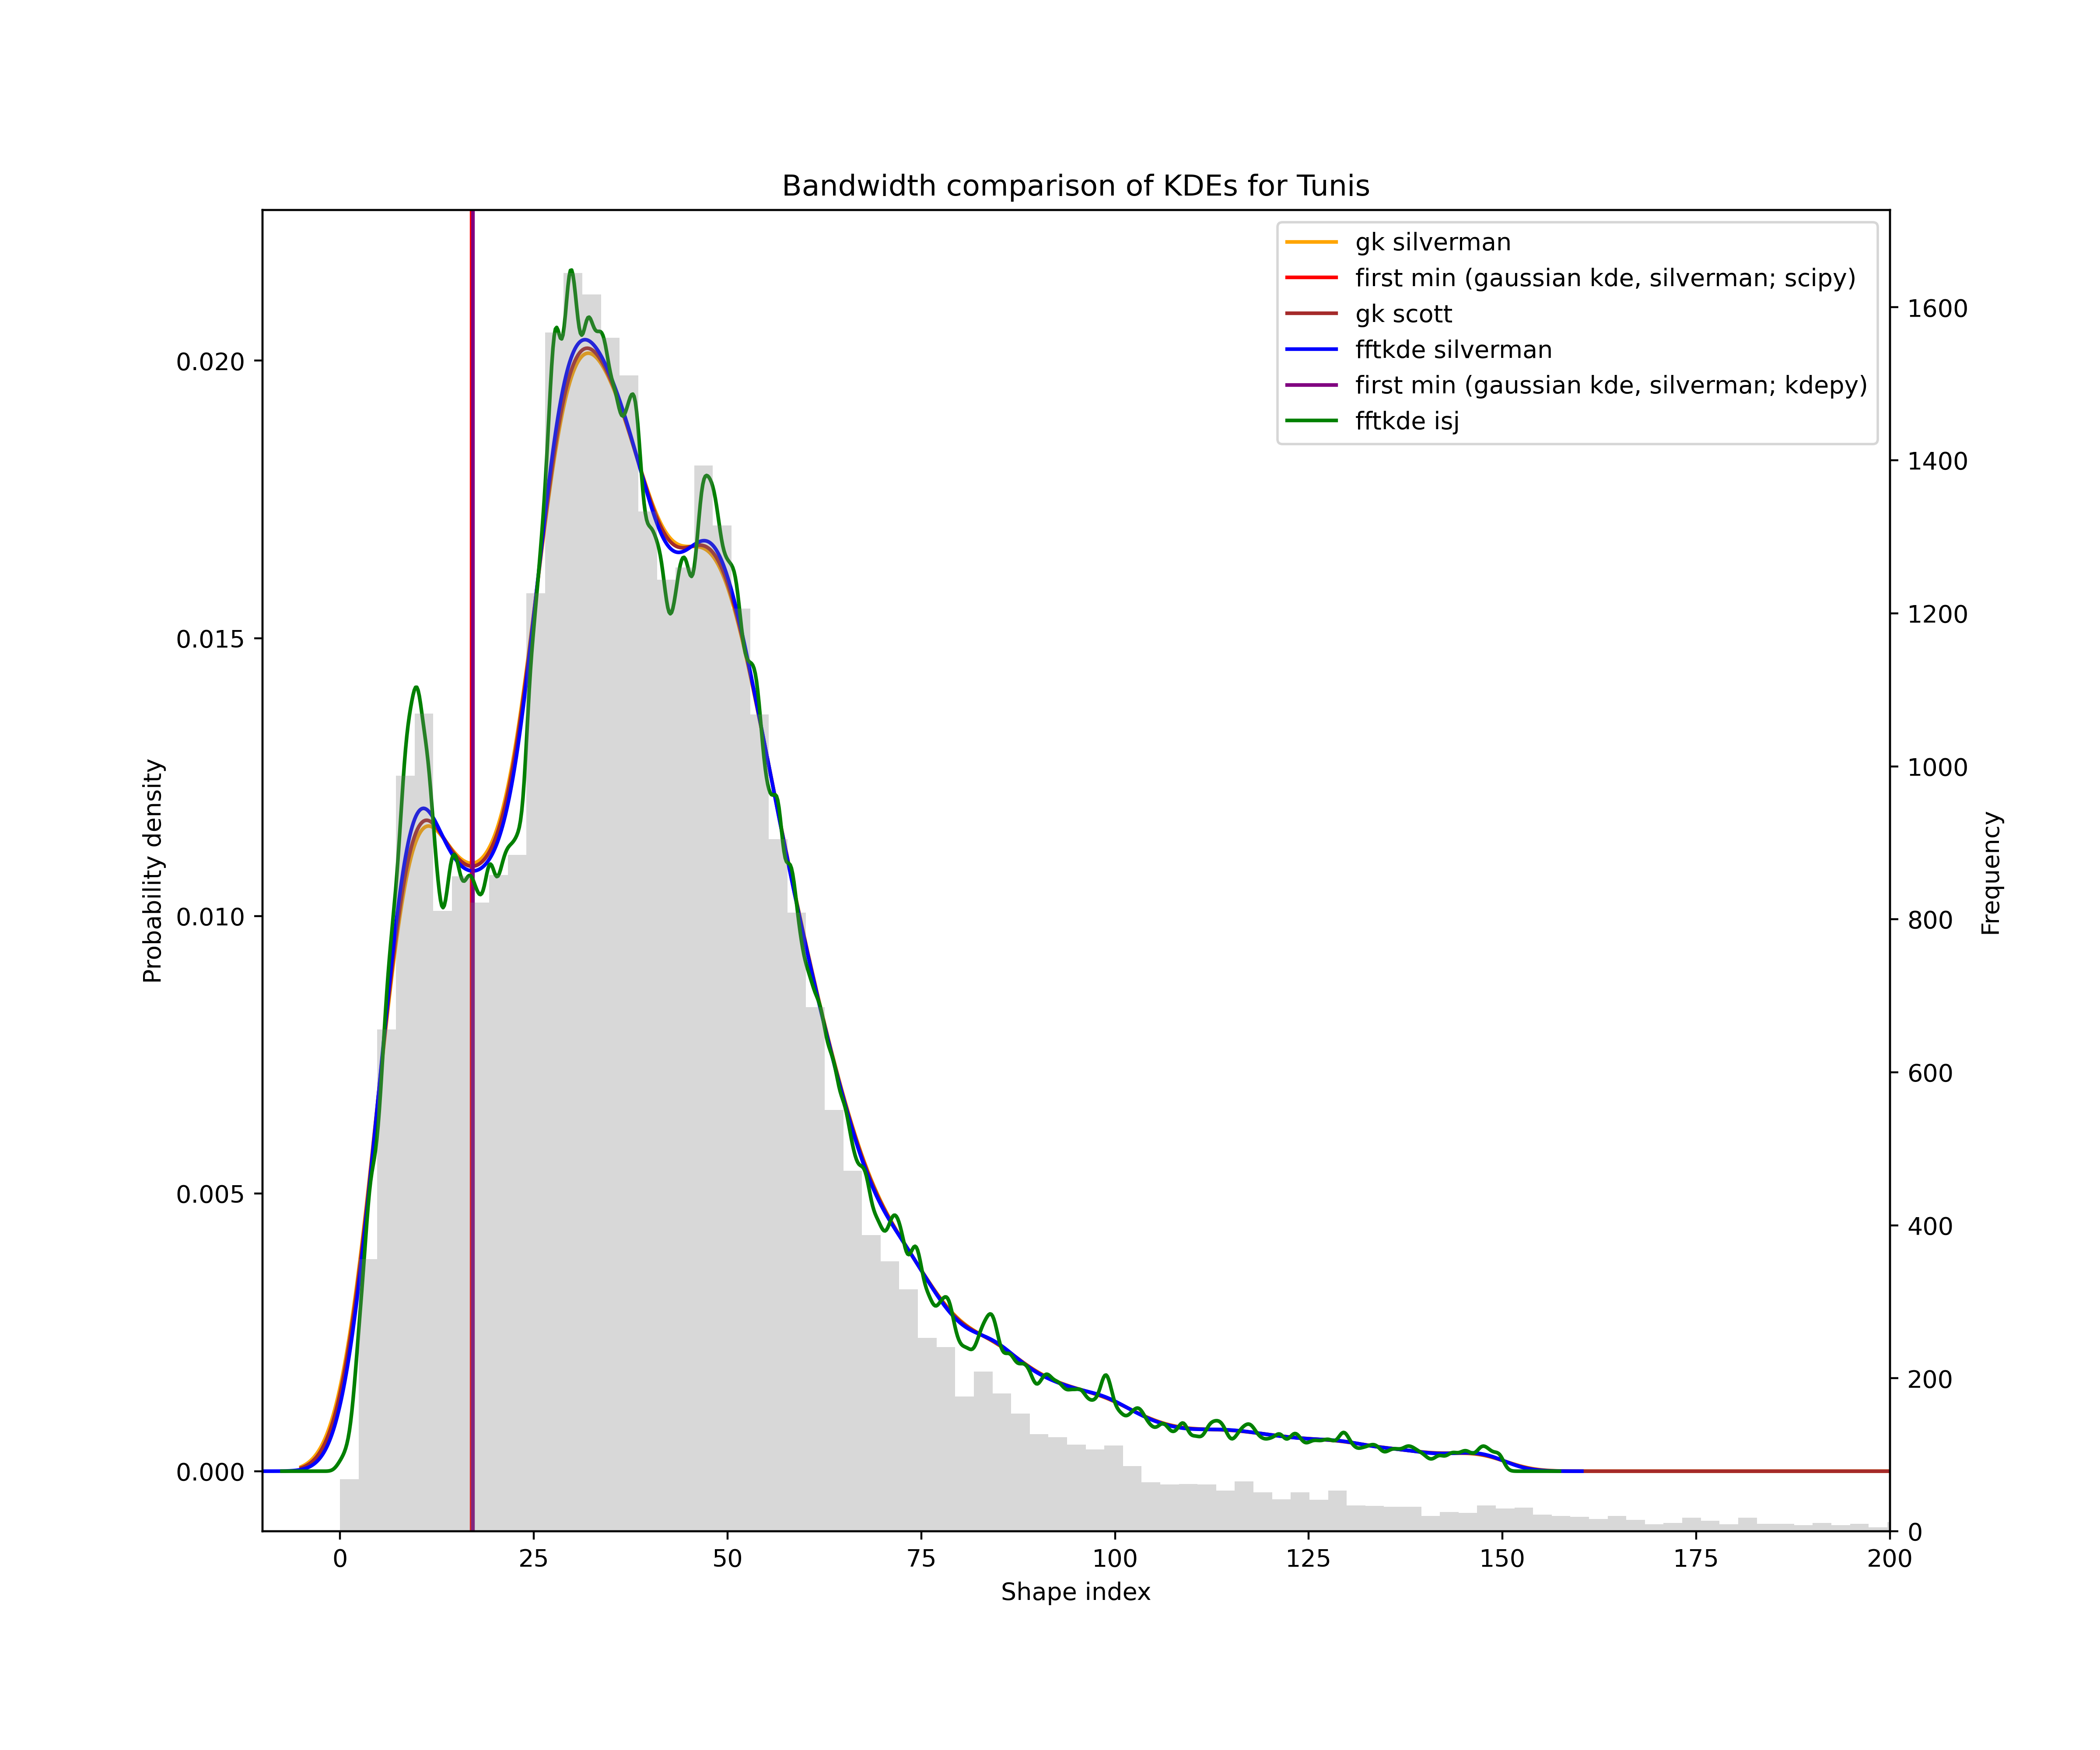 Bandwidth comparison of KDEs for Tunis
gk silverman
first min (gaussian kde, silverman; scipy)
gk scott
fftkde silverman
first min (gaussian kde, silverman; kdepy)
fftkde isj
Probability density
0.020
0.015
0.010
0.005
0.000
1600
1400
1200
1000
800
600
400
200
0
Frequency
0 25 50 75 100 125 150 175 200
Shape index